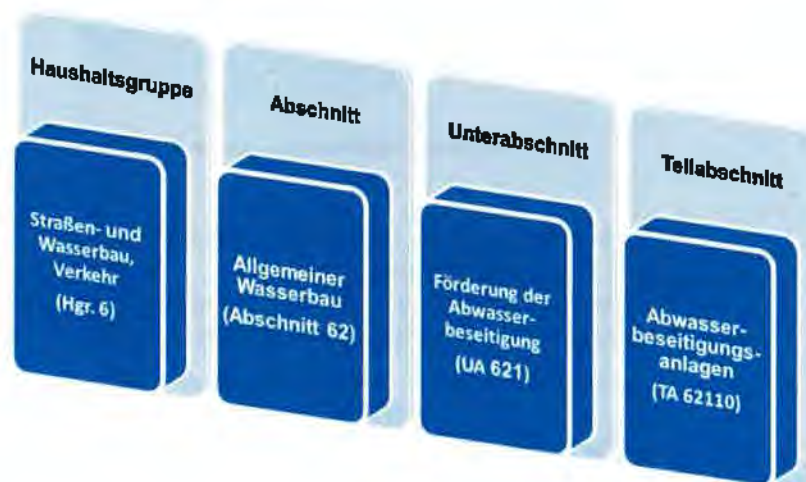 Haushaltsgruppe
Straßen- und
Wasserbau,
Verkehr
(Hgr. 6)
Abschnitt
Allgemeiner
Wasserbau
(Abschnitt 62)
Unterabschnitt
Förderung der
Abwasser-
beseitigung
(UA 621)
Teilabschnitt
Abwasser-
beseitigungs-
anlagen
(TA 62110)